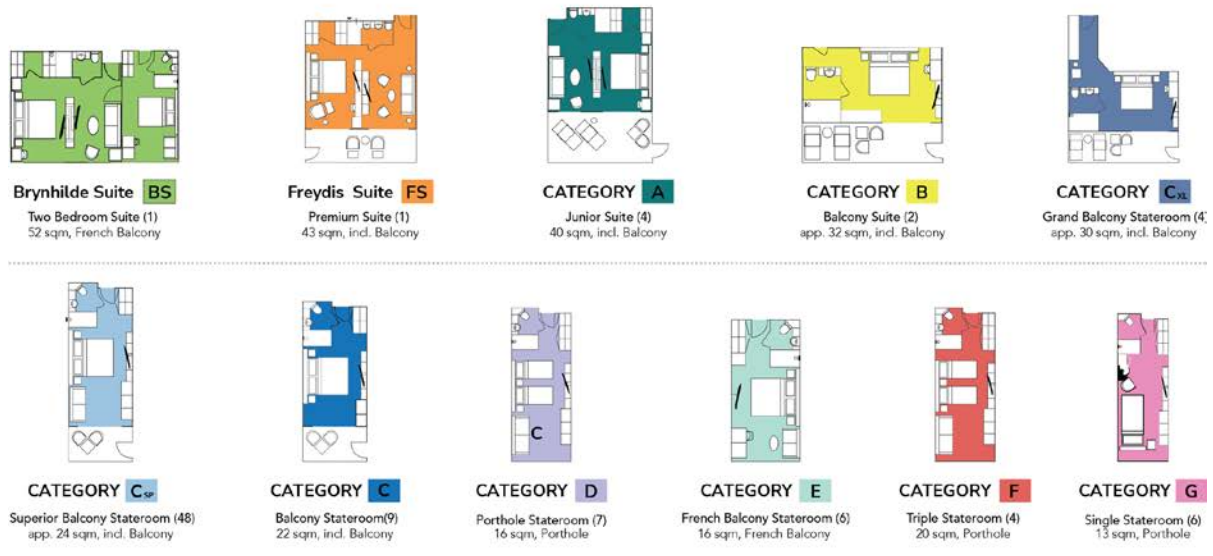 Brynhilde Suite BS
Two Bedroom Suite (1)
52 sqm, French Balcony
Freydis Suite FS
Premium Suite (1)
43 sqm, incl. Balcony
CATEGORY A
Junior Suite (4)
40 sqm, incl. Balcony
CATEGORY B
Balcony Suite (2)
app. 32 sqm, incl. Balcony
CATEGORY C XL
Grand Balcony Stateroom (4)
app. 30 sqm, incl. Balcony
C
CATEGORY C SP
Superior Balcony Stateroom (48)
app. 24 sqm, incl. Balcony
CATEGORY C
Balcony Stateroom(9)
22 sqm, incl. Balcony
CATEGORY D
Porthole Stateroom (7)
16 sqm, Porthole
CATEGORY E
French Balcony Stateroom (6)
16 sqm, French Balcony
CATEGORY F
Triple Stateroom (4)
20 sqm, Porthole
CATEGORY G
Single Stateroom (6)
13 sqm, Porthole